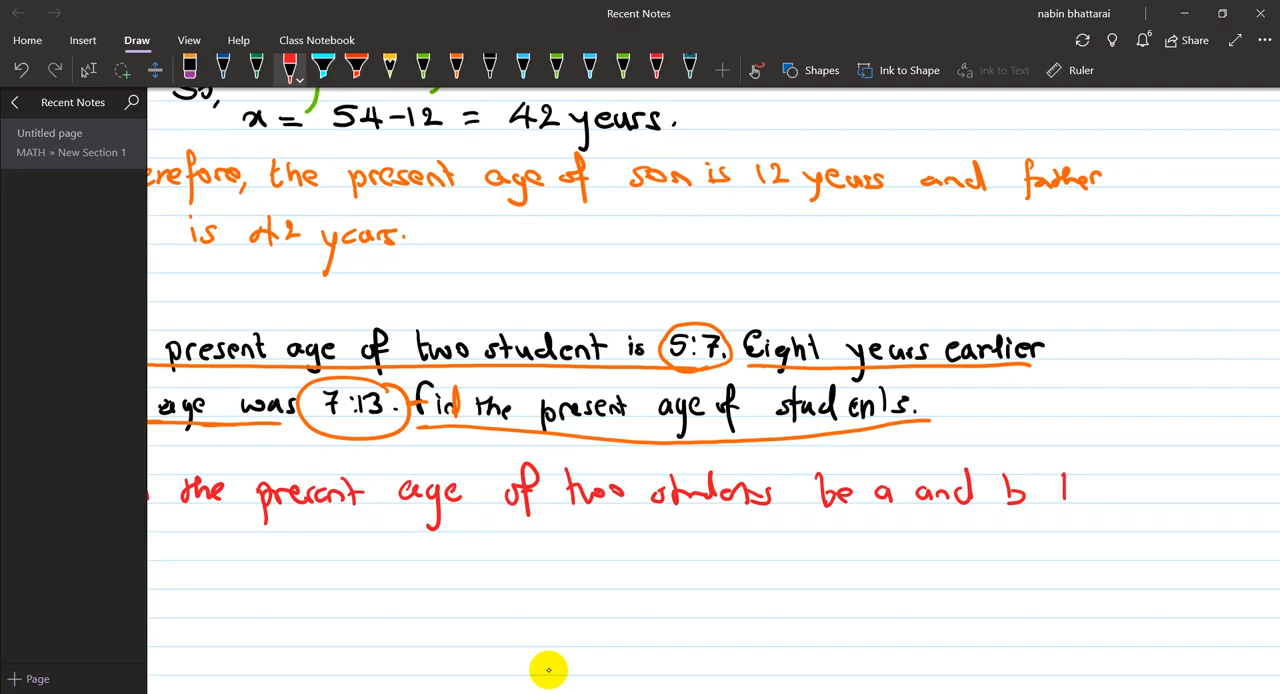 Recent Notes
nabin bhattarai
Home Insert Draw View Help Class Notebook
6
Share
Shapes Ink to Shape Ink to Text Ruler
Recent Notes
Untitled page
MATH » New Section 1
So,
x = 54-12 = 42 years.
erefore, the present age of son is 12 years and father
is 42 years.
present age of two student is 5:7. Eight years earlier
age was 7:13. find the present age of students.
the present age of two students be a and b
Page